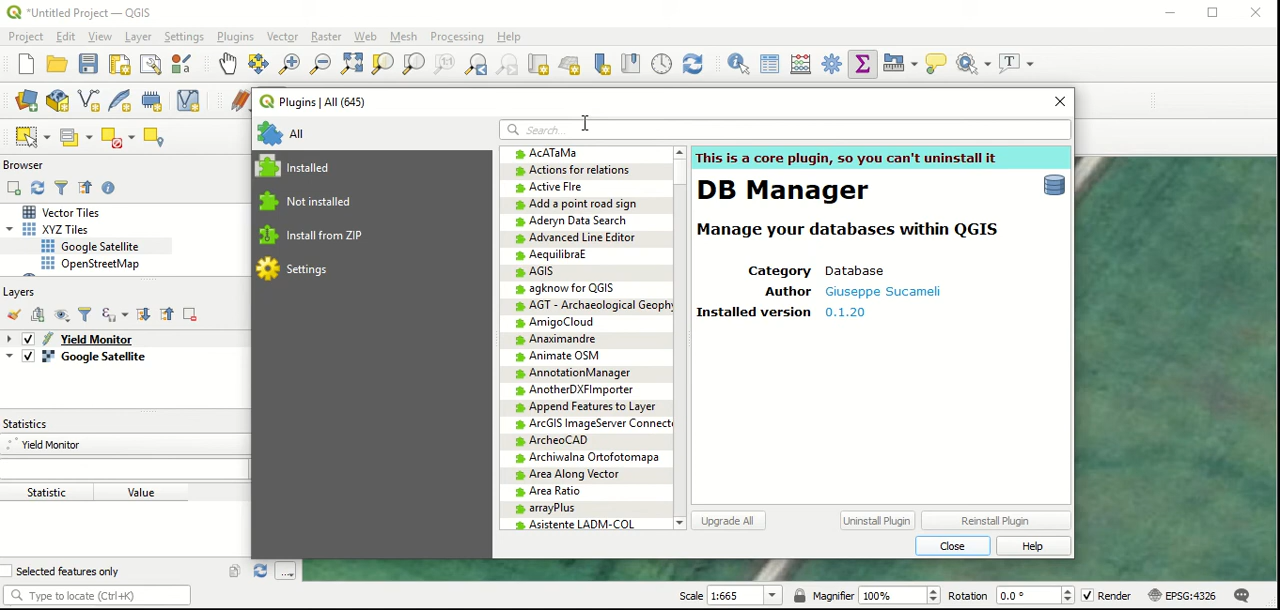 *Untitled Project — QGIS
Project Edit View Layer Settings Plugins Vector Raster Web Mesh Processing Help
Plugins | All (645)
All
Installed
Not installed
Install from ZIP
Settings
Search...
AcATaMa
Actions for relations
Active FIre
Add a point road sign
Aderyn Data Search
Advanced Line Editor
AequilibraE
AGIS
agknow for QGIS
AGT - Archaeological Geophy
AmigoCloud
Anaximandre
Animate OSM
AnnotationManager
AnotherDXFImporter
Append Features to Layer
ArcGIS ImageServer Connect
ArcheoCAD
Archiwalna Ortofotomapa
Area Along Vector
Area Ratio
arrayPlus
Asistente LADM-COL
This is a core plugin, so you can't uninstall it
DB Manager
Manage your databases within QGIS
Category Database
Author Giuseppe Sucameli
Installed version 0.1.20
Upgrade All Uninstall Plugin Reinstall Plugin
Close Help
Browser
Vector Tiles
XYZ Tiles
Google Satellite
OpenStreetMap
Layers
Yield Monitor
Google Satellite
Statistics
Yield Monitor
Statistic Value
Selected features only
Type to locate (Ctrl+K)
Scale 1:665 Magnifier 100% Rotation 0.0 ° Render EPSG:4326